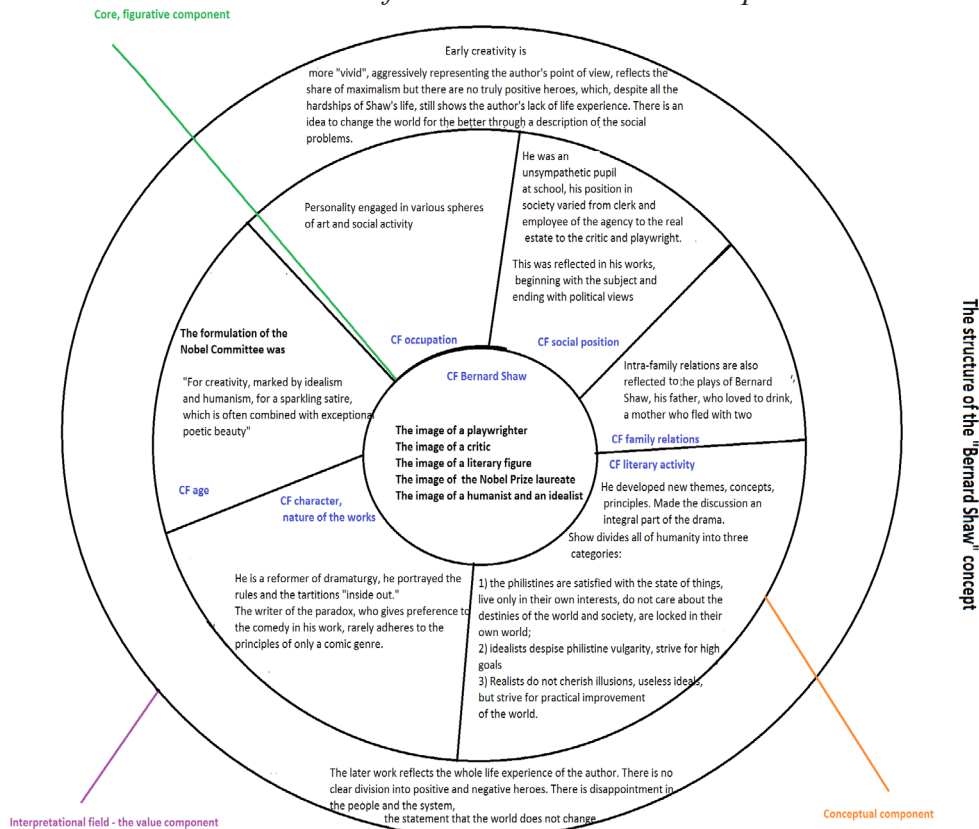 Core, figurative component
Early creativity is
more "vivid", aggressively representing the author's point of view, reflects the
share of maximalism but there are no truly positive heroes, which, despite all the
hardships of Shaw's life, still shows the author's lack of life experience. There is an
idea to change the world for the better through a description of the social
problems.
Personality engaged in various spheres
of art and social activity
CF occupation
He was an
unsympathetic pupil
at school, his position in
society varied from clerk and
employee of the agency to the real
estate to the critic and playwright.
This was reflected in his works,
beginning with the subject and
ending with political views
CF social position
The formulation of the
Nobel Committee was
"For creativity, marked by idealism
and humanism, for a sparkling satire,
which is often combined with exceptional
poetic beauty"
CF age
CF Bernard Shaw
The image of a playwrighter
The image of a critic
The image of a literary figure
The image of the Nobel Prize laureate
The image of a humanist and an idealist
Intra-family relations are also
reflected to the plays of Bernard
Shaw, his father, who loved to drink,
a mother who fled with two
CF family relations
CF literary activity
He developed new themes, concepts,
principles. Made the discussion an
integral part of the drama.
Show divides all of humanity into three
categories:
1) the philistines are satisfied with the state of things,
live only in their own interests, do not care about the
destinies of the world and society, are locked in their
own world;
2) idealists despise philistine vulgarity, strive for high
goals
3) Realists do not cherish illusions, useless ideals,
but strive for practical improvement
of the world.
CF character,
nature of the works
He is a reformer of dramaturgy, he portrayed the
rules and the tartitions "inside out."
The writer of the paradox, who gives preference to
the comedy in his work, rarely adheres to the
principles of only a comic genre.
The later work reflects the whole life experience of the author. There is no
clear division into positive and negative heroes. There is disappointment in
the people and the system,
the statement that the world does not change
Interpretational field - the value component
Conceptual component
The structure of the "Bernard Shaw" concept